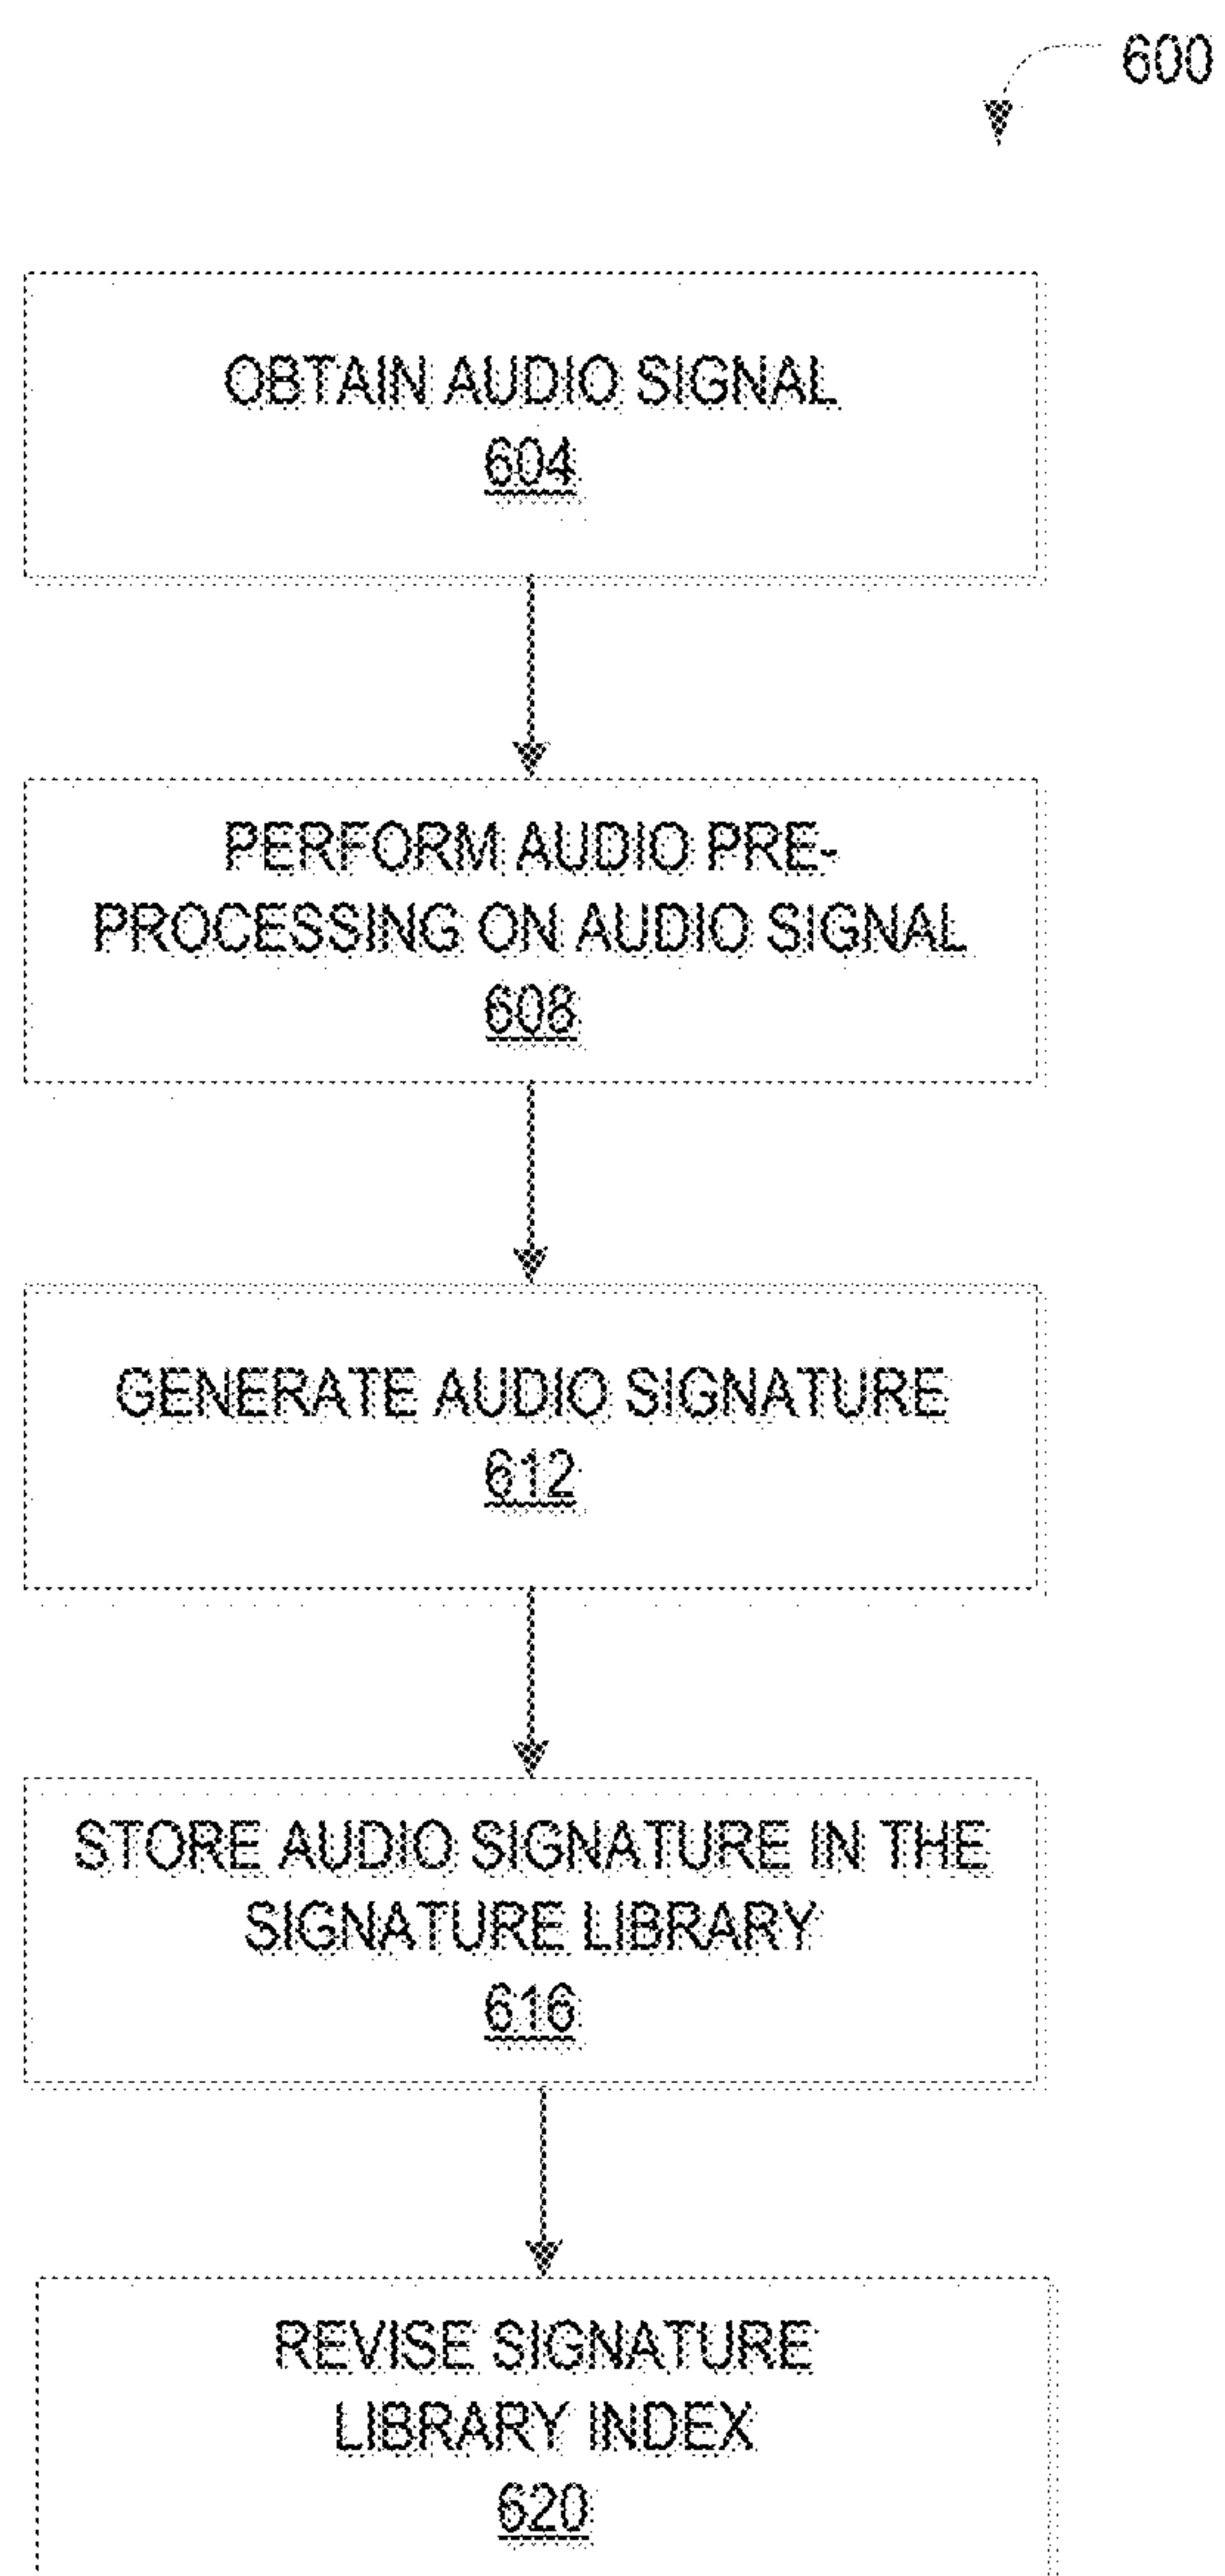 600
OBTAIN AUDIO SIGNAL
604
PERFORM AUDIO PRE-
PROCESSING ON AUDIO SIGNAL
608
GENERATE AUDIO SIGNATURE
612
STORE AUDIO SIGNATURE IN THE
SIGNATURE LIBRARY
616
REVISE SIGNATURE
LIBRARY INDEX
620